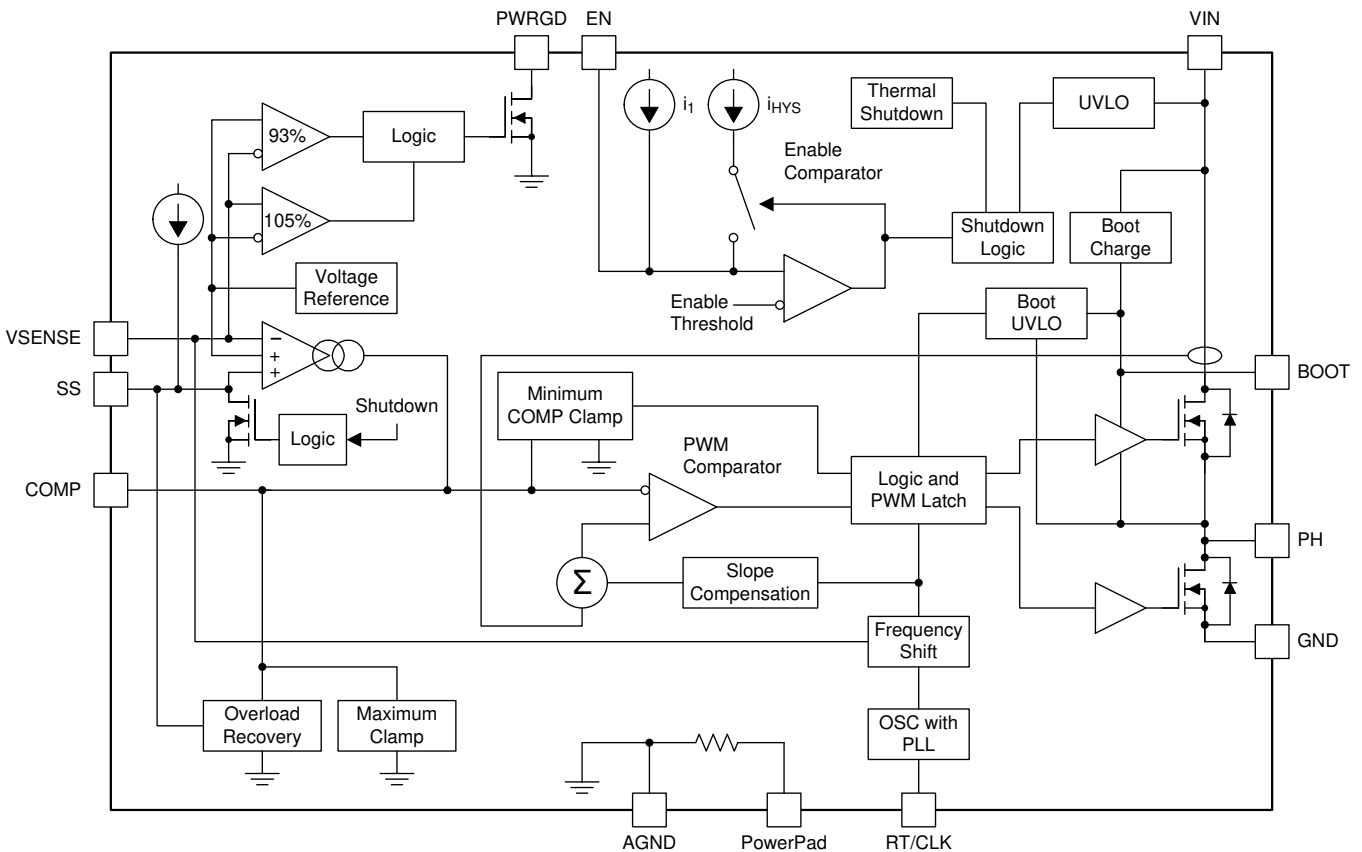 PWRGD
EN
VIN
93%
Logic
i1
iHYS
Thermal
Shutdown
UVLO
Enable
Comparator
105%
Shutdown
Logic
Boot
Charge
Voltage
Reference
Enable
Threshold
Boot
UVLO
VSENSE
−
+
+
SS
BOOT
Shutdown
Logic
Minimum
COMP Clamp
PWM
Comparator
Logic and
PWM Latch
COMP
PH
Σ
Slope
Compensation
Frequency
Shift
GND
Overload
Recovery
Maximum
Clamp
OSC with
PLL
AGND
PowerPad
RT/CLK